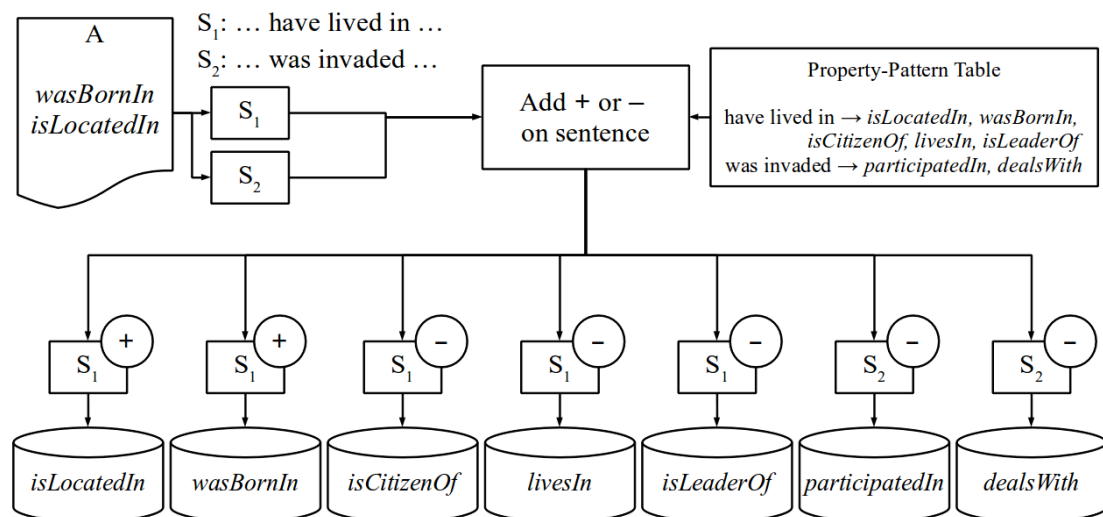 A
wasBornIn
isLocatedIn
S₁: … have lived in …
S₂: … was invaded …
S₁
S₂
Add + or –
on sentence
Property-Pattern Table
have lived in → isLocatedIn, wasBornIn,
isCitizenOf, livesIn, isLeaderOf
was invaded → participatedIn, dealsWith
+ + – – – – –
S₁ S₁ S₁ S₁ S₁ S₂ S₂
isLocatedIn wasBornIn isCitizenOf livesIn isLeaderOf participatedIn dealsWith